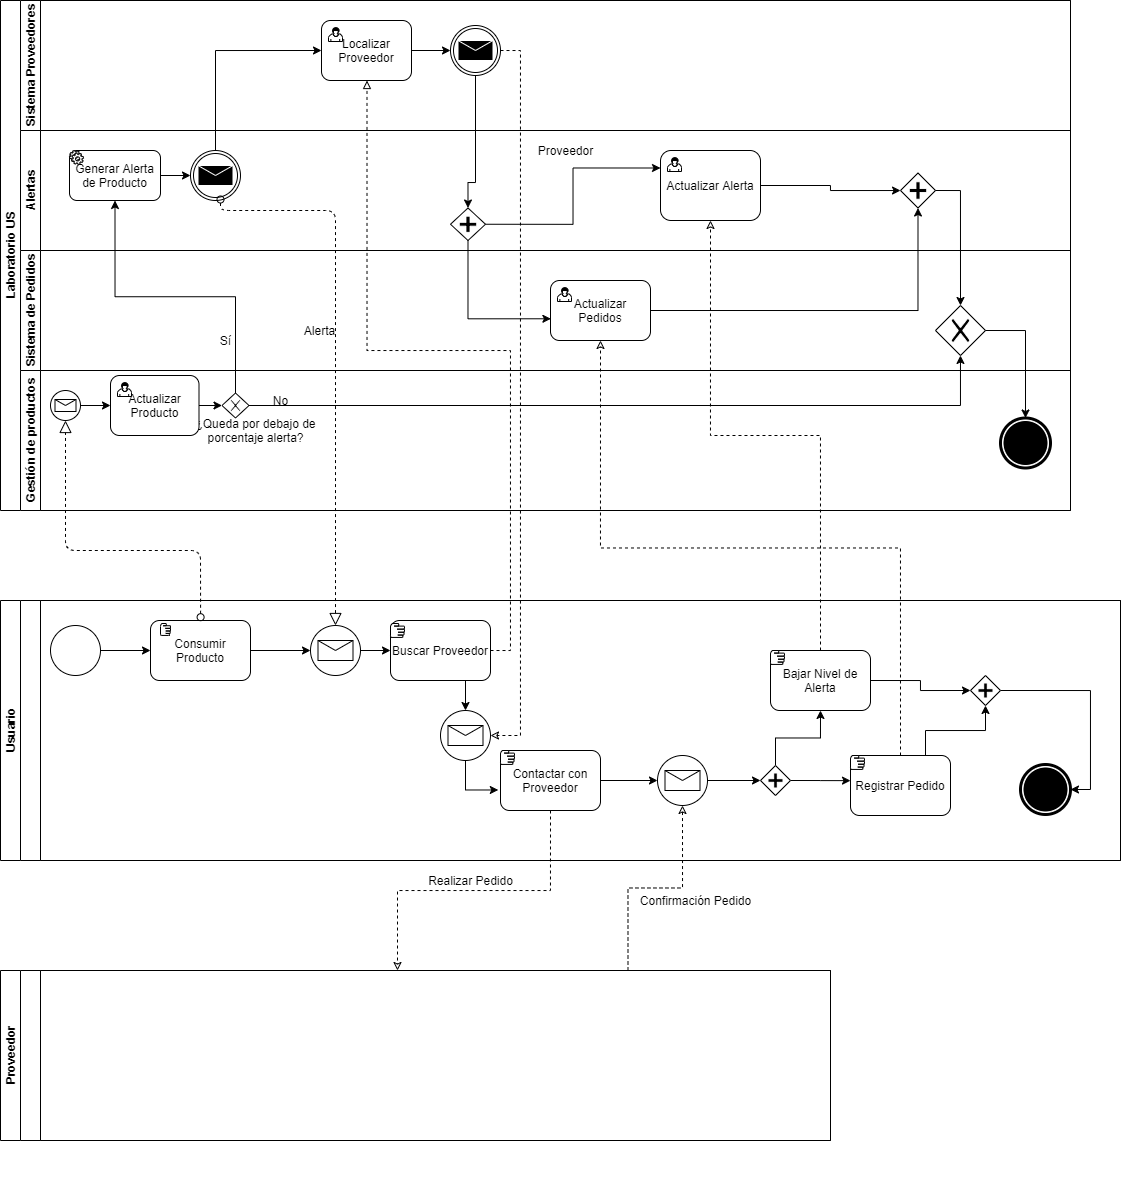 Laboratorio US
Sistema Proveedores
Localizar
Proveedor
Alertas
Generar Alerta
de Producto
Proveedor
Actualizar Alerta
Sistema de Pedidos
Sí
Alerta
Actualizar
Pedidos
Gestión de productos
Actualizar
Producto
No
¿Queda por debajo de
porcentaje alerta?
Usuario
Consumir
Producto
Buscar Proveedor
Bajar Nivel de
Alerta
Contactar con
Proveedor
Registrar Pedido
Realizar Pedido
Confirmación Pedido
Proveedor